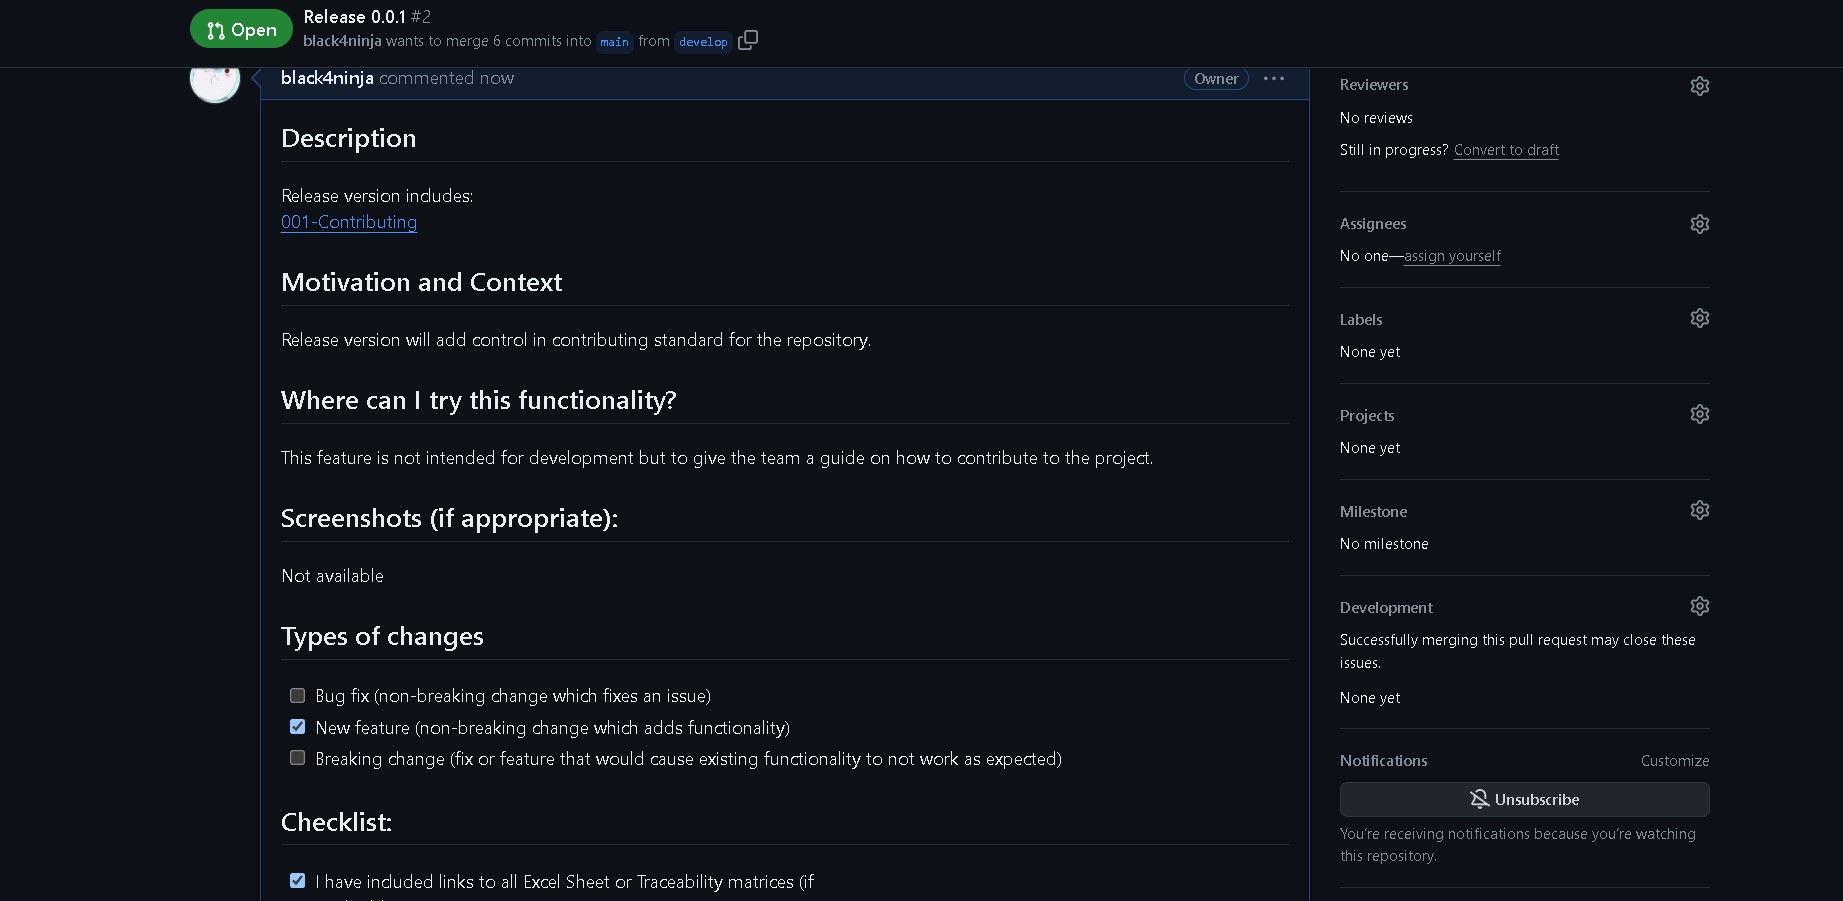 Open
Release 0.0.1 #2
black4ninja wants to merge 6 commits into main from develop
black4ninja commented now
Owner
Description
Release version includes:
001-Contributing
Motivation and Context
Release version will add control in contributing standard for the repository.
Where can I try this functionality?
This feature is not intended for development but to give the team a guide on how to contribute to the project.
Screenshots (if appropriate):
Not available
Types of changes
Bug fix (non-breaking change which fixes an issue)
New feature (non-breaking change which adds functionality)
Breaking change (fix or feature that would cause existing functionality to not work as expected)
Checklist:
I have included links to all Excel Sheet or Traceability matrices (if
Reviewers
No reviews
Still in progress? Convert to draft
Assignees
No one—assign yourself
Labels
None yet
Projects
None yet
Milestone
No milestone
Development
Successfully merging this pull request may close these
issues.
None yet
Notifications
Customize
Unsubscribe
You're receiving notifications because you're watching
this repository.